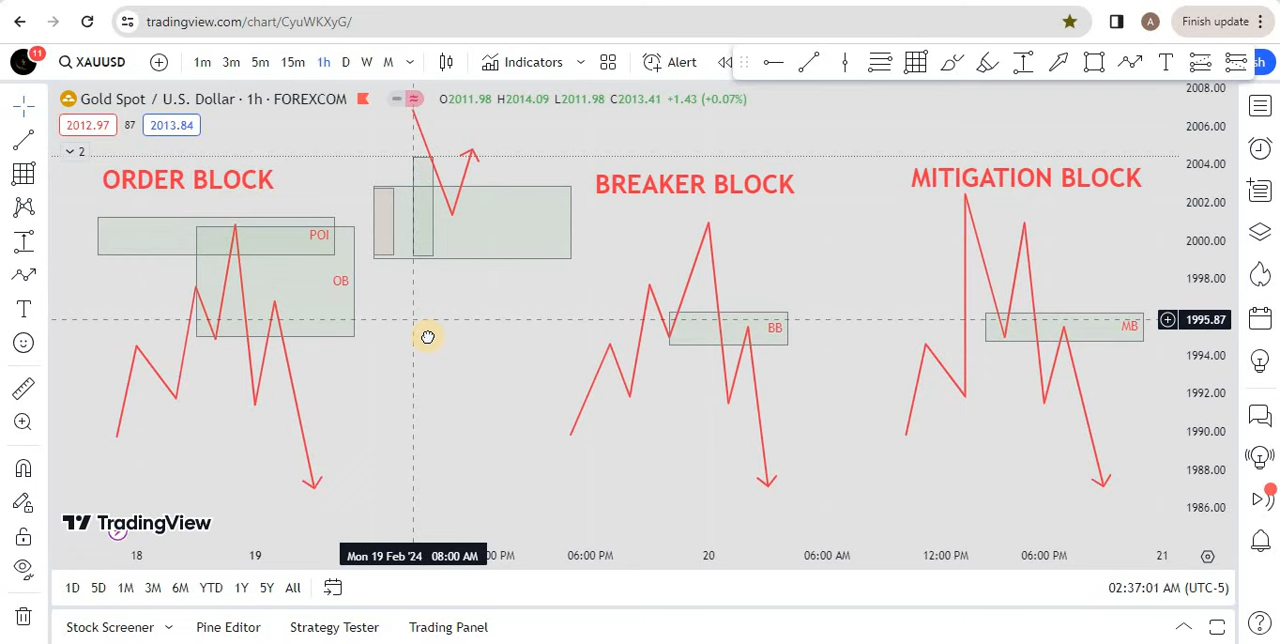 tradingview.com/chart/CyuWKXyG/
A
Finish update
11
XAUUSD
1m 3m 5m 15m 1h D W M
Indicators
Alert
T
sh
Gold Spot / U.S. Dollar · 1h · FOREXCOM
O2011.98 H2014.09 L2011.98 C2013.41 +1.43 (+0.07%)
2012.97 87 2013.84
2
ORDER BLOCK
BREAKER BLOCK
MITIGATION BLOCK
POI
OB
BB
MB
2008.00
2006.00
2004.00
2002.00
2000.00
1998.00
1995.87
1994.00
1992.00
1990.00
1988.00
1986.00
T
TradingView
18 19 Mon 19 Feb '24 08:00 AM PM 06:00 PM 20 06:00 AM 12:00 PM 06:00 PM 21
1D 5D 1M 3M 6M YTD 1Y 5Y All
02:37:01 AM (UTC-5)
Stock Screener Pine Editor Strategy Tester Trading Panel